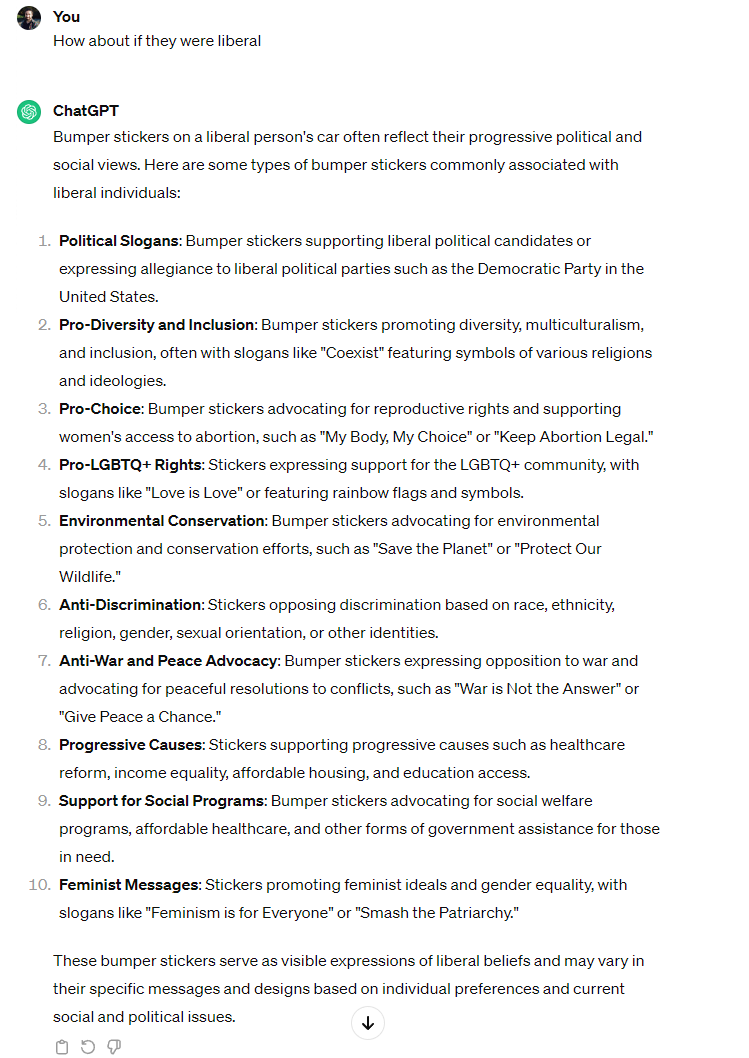 You
How about if they were liberal
ChatGPT
Bumper stickers on a liberal person's car often reflect their progressive political and
social views. Here are some types of bumper stickers commonly associated with
liberal individuals:
1. Political Slogans: Bumper stickers supporting liberal political candidates or
expressing allegiance to liberal political parties such as the Democratic Party in the
United States.
2. Pro-Diversity and Inclusion: Bumper stickers promoting diversity, multiculturalism,
and inclusion, often with slogans like "Coexist" featuring symbols of various religions
and ideologies.
3. Pro-Choice: Bumper stickers advocating for reproductive rights and supporting
women's access to abortion, such as "My Body, My Choice" or "Keep Abortion Legal."
4. Pro-LGBTQ+ Rights: Stickers expressing support for the LGBTQ+ community, with
slogans like "Love is Love" or featuring rainbow flags and symbols.
5. Environmental Conservation: Bumper stickers advocating for environmental
protection and conservation efforts, such as "Save the Planet" or "Protect Our
Wildlife."
6. Anti-Discrimination: Stickers opposing discrimination based on race, ethnicity,
religion, gender, sexual orientation, or other identities.
7. Anti-War and Peace Advocacy: Bumper stickers expressing opposition to war and
advocating for peaceful resolutions to conflicts, such as "War is Not the Answer" or
"Give Peace a Chance."
8. Progressive Causes: Stickers supporting progressive causes such as healthcare
reform, income equality, affordable housing, and education access.
9. Support for Social Programs: Bumper stickers advocating for social welfare
programs, affordable healthcare, and other forms of government assistance for those
in need.
10. Feminist Messages: Stickers promoting feminist ideals and gender equality, with
slogans like "Feminism is for Everyone" or "Smash the Patriarchy."
These bumper stickers serve as visible expressions of liberal beliefs and may vary in
their specific messages and designs based on individual preferences and current
social and political issues.